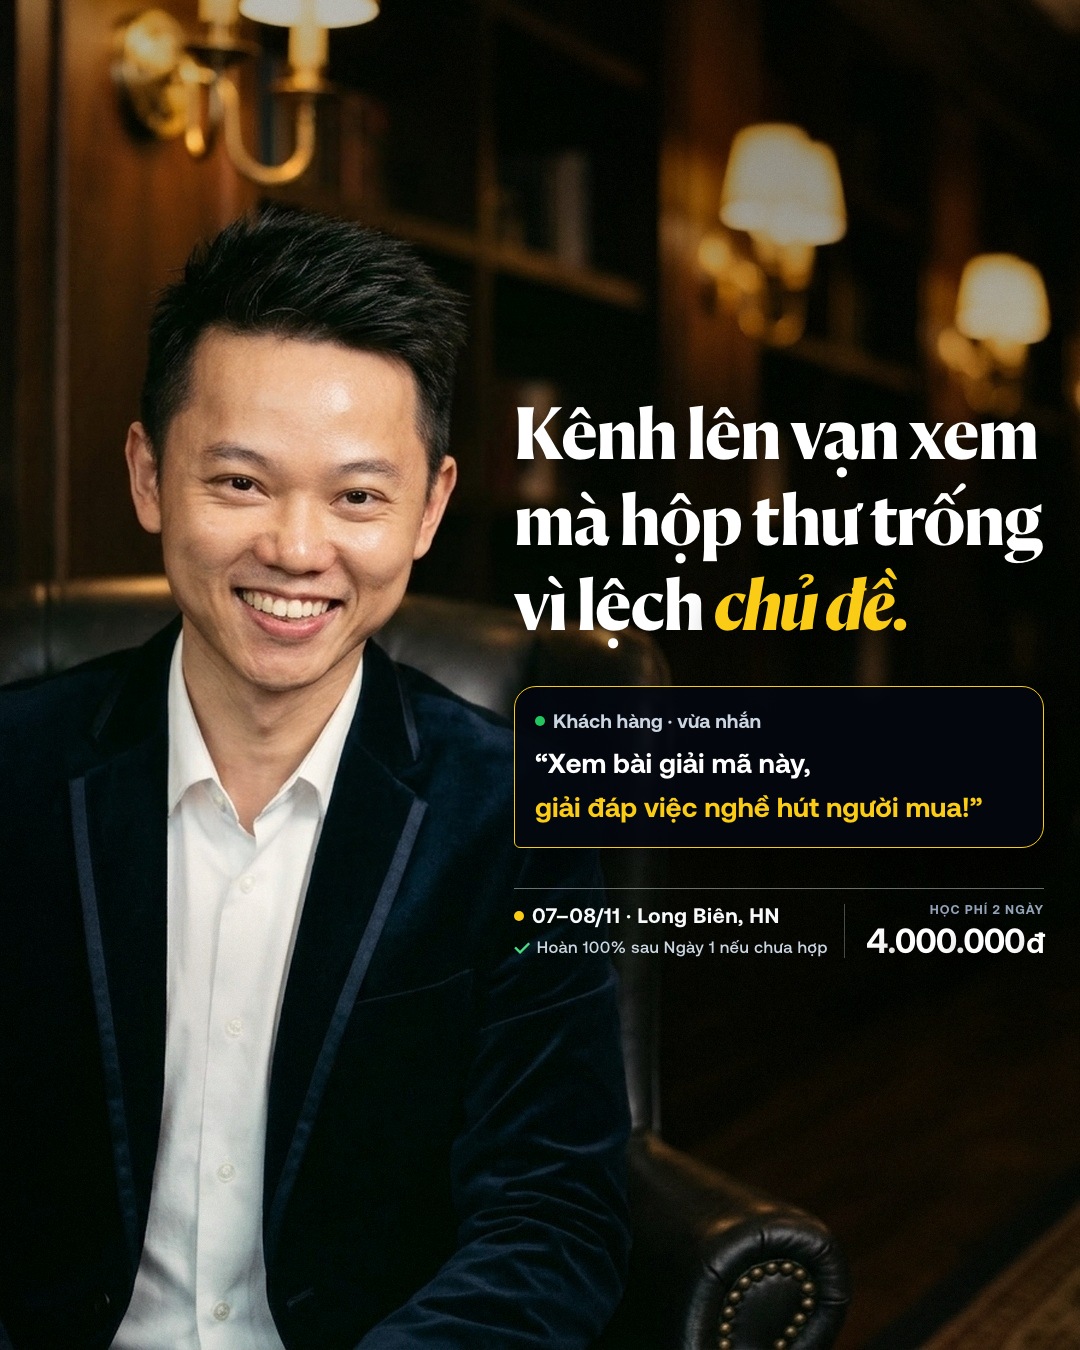 Kênh lên vạn xem
mà hộp thư trống
vì lệch chủ đề.
Khách hàng · vừa nhắn
“Xem bài giải mã này,
giải đáp việc nghề hút người mua!”
07–08/11 · Long Biên, HN
Hoàn 100% sau Ngày 1 nếu chưa hợp
HỌC PHÍ 2 NGÀY
4.000.000đ